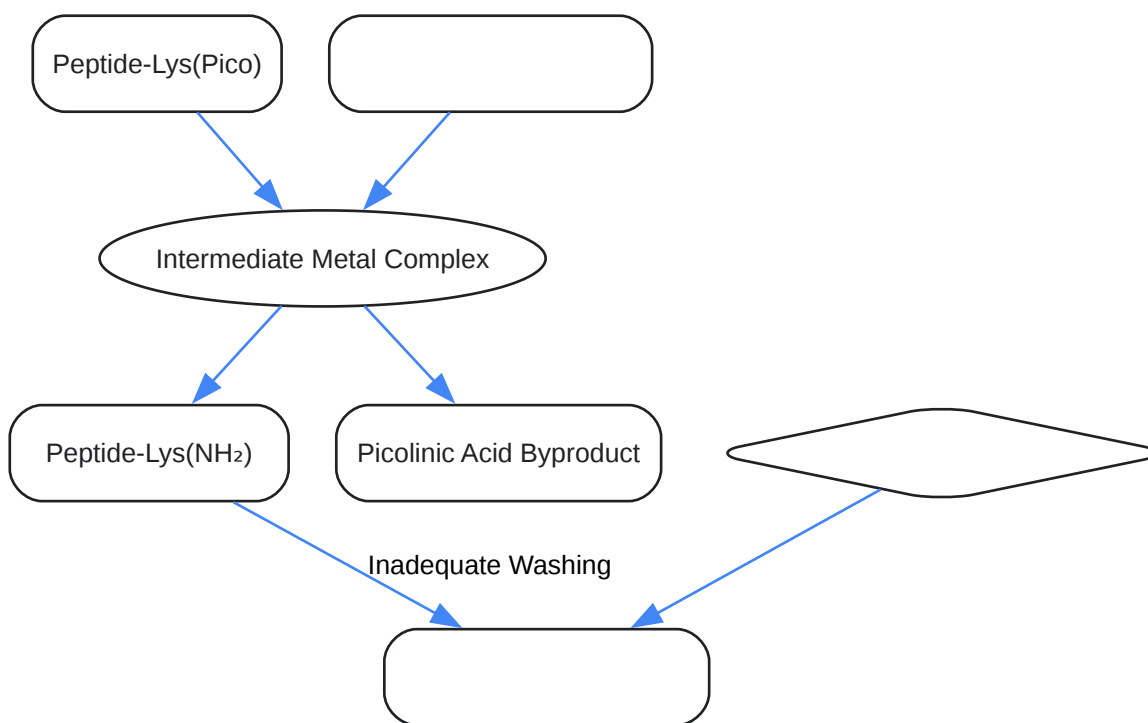 Peptide-Lys(Pico)
Intermediate Metal Complex
Peptide-Lys(NH₂)
Picolinic Acid Byproduct
Inadequate Washing